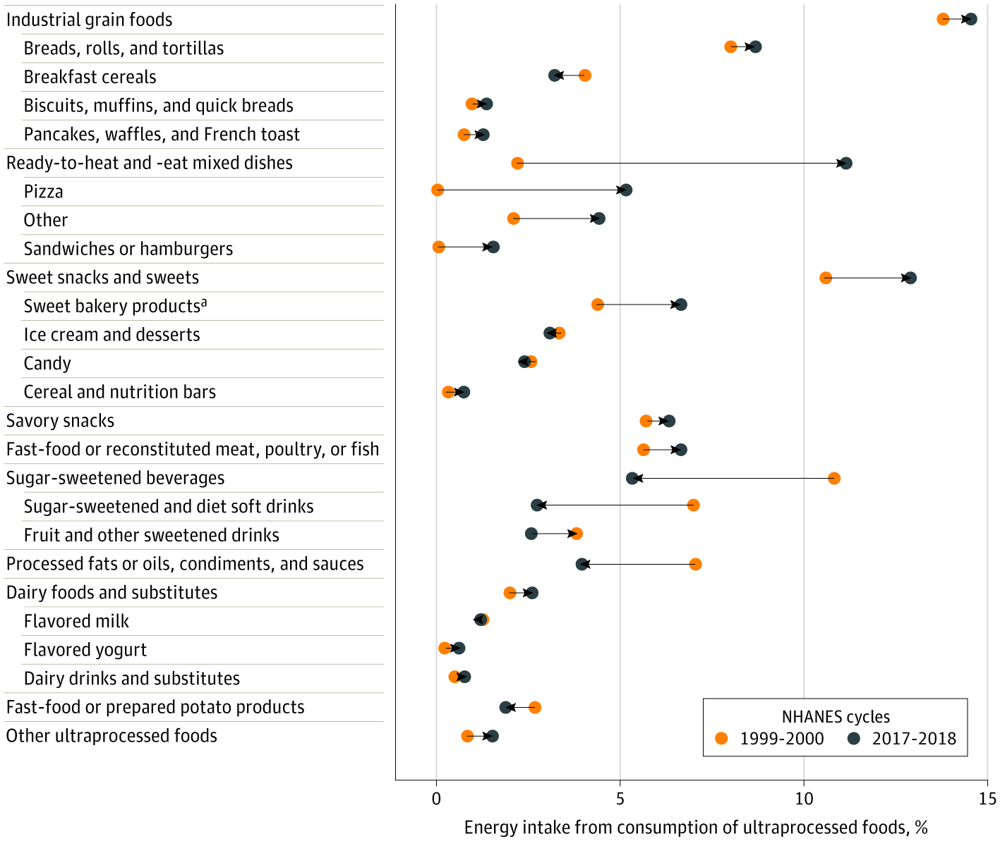 Industrial grain foods
Breads, rolls, and tortillas
Breakfast cereals
Biscuits, muffins, and quick breads
Pancakes, waffles, and French toast
Ready-to-heat and -eat mixed dishes
Pizza
Other
Sandwiches or hamburgers
Sweet snacks and sweets
Sweet bakery productsᵃ
Ice cream and desserts
Candy
Cereal and nutrition bars
Savory snacks
Fast-food or reconstituted meat, poultry, or fish
Sugar-sweetened beverages
Sugar-sweetened and diet soft drinks
Fruit and other sweetened drinks
Processed fats or oils, condiments, and sauces
Dairy foods and substitutes
Flavored milk
Flavored yogurt
Dairy drinks and substitutes
Fast-food or prepared potato products
Other ultraprocessed foods
NHANES cycles
1999-2000 2017-2018
0 5 10 15
Energy intake from consumption of ultraprocessed foods, %